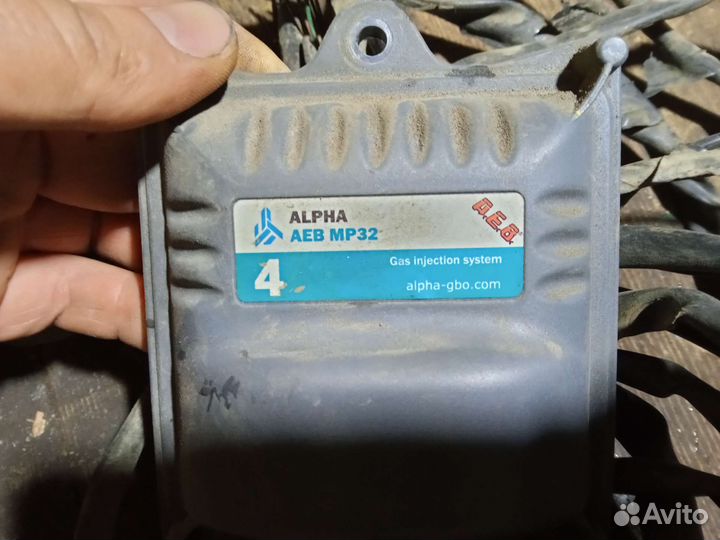 ALPHA
AEB MP32
A.E.B.®
4
Gas injection system
alpha-gbo.com
Avito